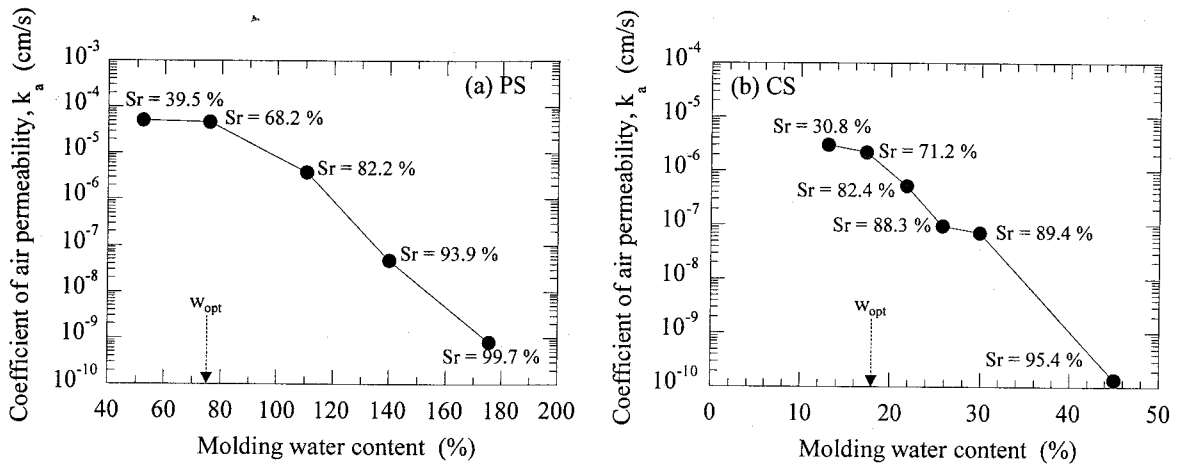 Coefficient of air permeability, k_a (cm/s)
10^-3
10^-4
10^-5
10^-6
10^-7
10^-8
10^-9
10^-10
(a) PS
Sr = 39.5 %
Sr = 68.2 %
Sr = 82.2 %
Sr = 93.9 %
Sr = 99.7 %
w_opt
40 60 80 100 120 140 160 180 200
Molding water content (%)
Coefficient of air permeability, k_a (cm/s)
10^-4
10^-5
10^-6
10^-7
10^-8
10^-9
10^-10
(b) CS
Sr = 30.8 %
Sr = 71.2 %
Sr = 82.4 %
Sr = 88.3 %
Sr = 89.4 %
Sr = 95.4 %
w_opt
0 10 20 30 40 50
Molding water content (%)